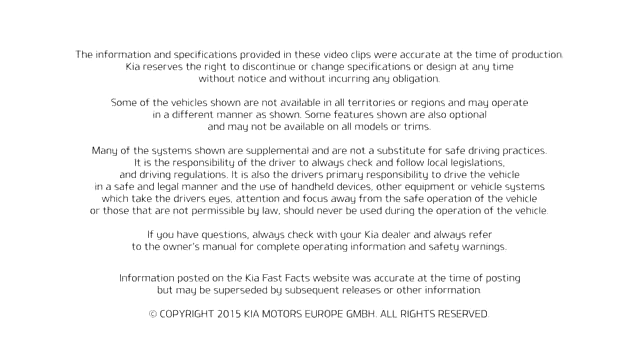 The information and specifications provided in these video clips were accurate at the time of production.
Kia reserves the right to discontinue or change specifications or design at any time
without notice and without incurring any obligation.
Some of the vehicles shown are not available in all territories or regions and may operate
in a different manner as shown. Some features shown are also optional
and may not be available on all models or trims.
Many of the systems shown are supplemental and are not a substitute for safe driving practices.
It is the responsibility of the driver to always check and follow local legislations,
and driving regulations. It is also the drivers primary responsibility to drive the vehicle
in a safe and legal manner and the use of handheld devices, other equipment or vehicle systems
which take the drivers eyes, attention and focus away from the safe operation of the vehicle
or those that are not permissible by law, should never be used during the operation of the vehicle.
If you have questions, always check with your Kia dealer and always refer
to the owner's manual for complete operating information and safety warnings.
Information posted on the Kia Fast Facts website was accurate at the time of posting
but may be superseded by subsequent releases or other information.
© COPYRIGHT 2015 KIA MOTORS EUROPE GMBH. ALL RIGHTS RESERVED.